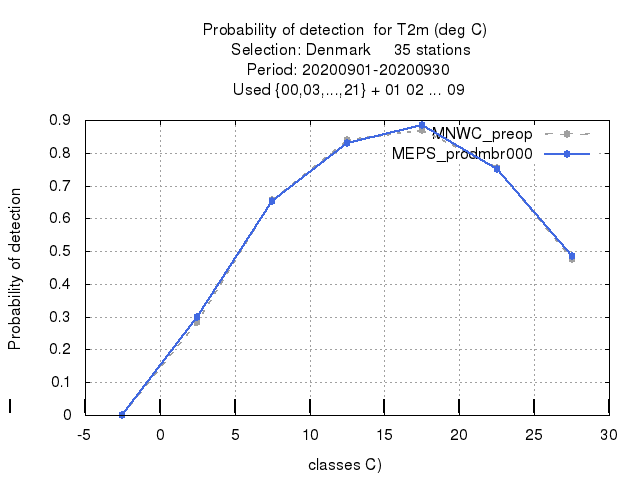 Probability of detection for T2m (deg C)
Selection: Denmark 35 stations
Period: 20200901-20200930
Used {00,03,...,21} + 01 02 ... 09
MNWC_preop
MEPS_prodmbr000
Probability of detection
0.9
0.8
0.7
0.6
0.5
0.4
0.3
0.2
0.1
0
-5 0 5 10 15 20 25 30
classes C)